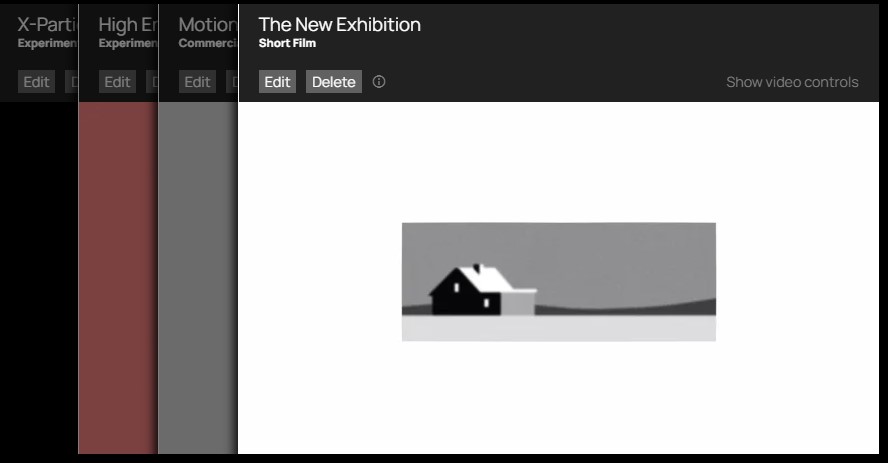 X-Parti
Experimen
Edit
High Er
Experimen
Edit
Motion
Commerci
Edit
The New Exhibition
Short Film
Edit Delete
Show video controls